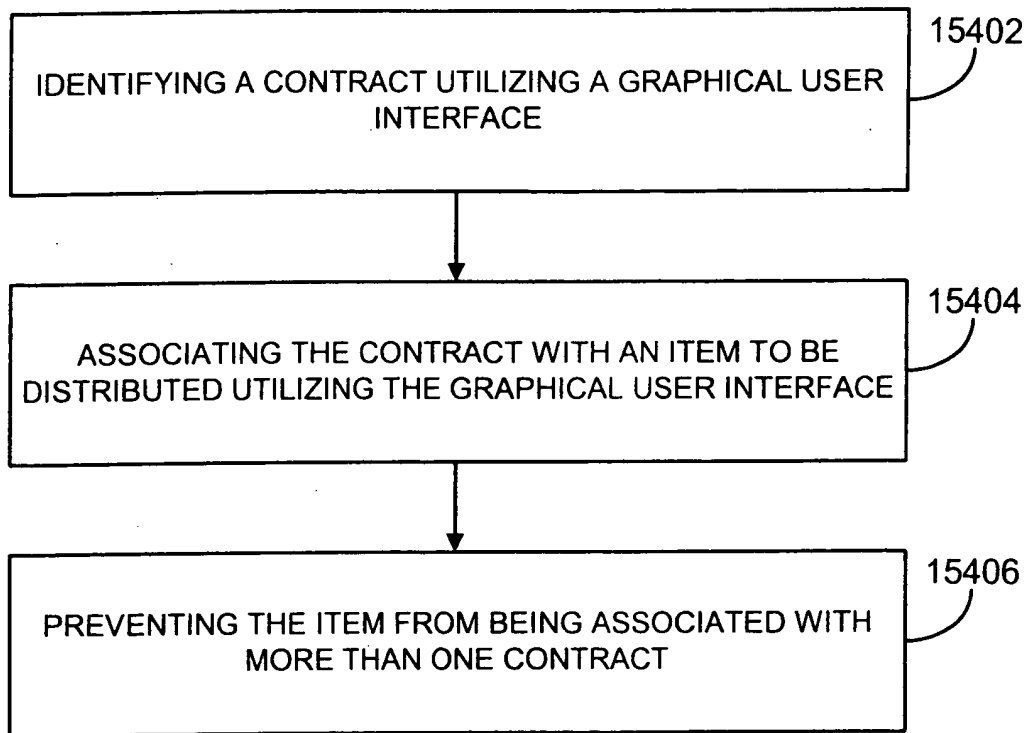 15402
IDENTIFYING A CONTRACT UTILIZING A GRAPHICAL USER
INTERFACE
15404
ASSOCIATING THE CONTRACT WITH AN ITEM TO BE
DISTRIBUTED UTILIZING THE GRAPHICAL USER INTERFACE
15406
PREVENTING THE ITEM FROM BEING ASSOCIATED WITH
MORE THAN ONE CONTRACT